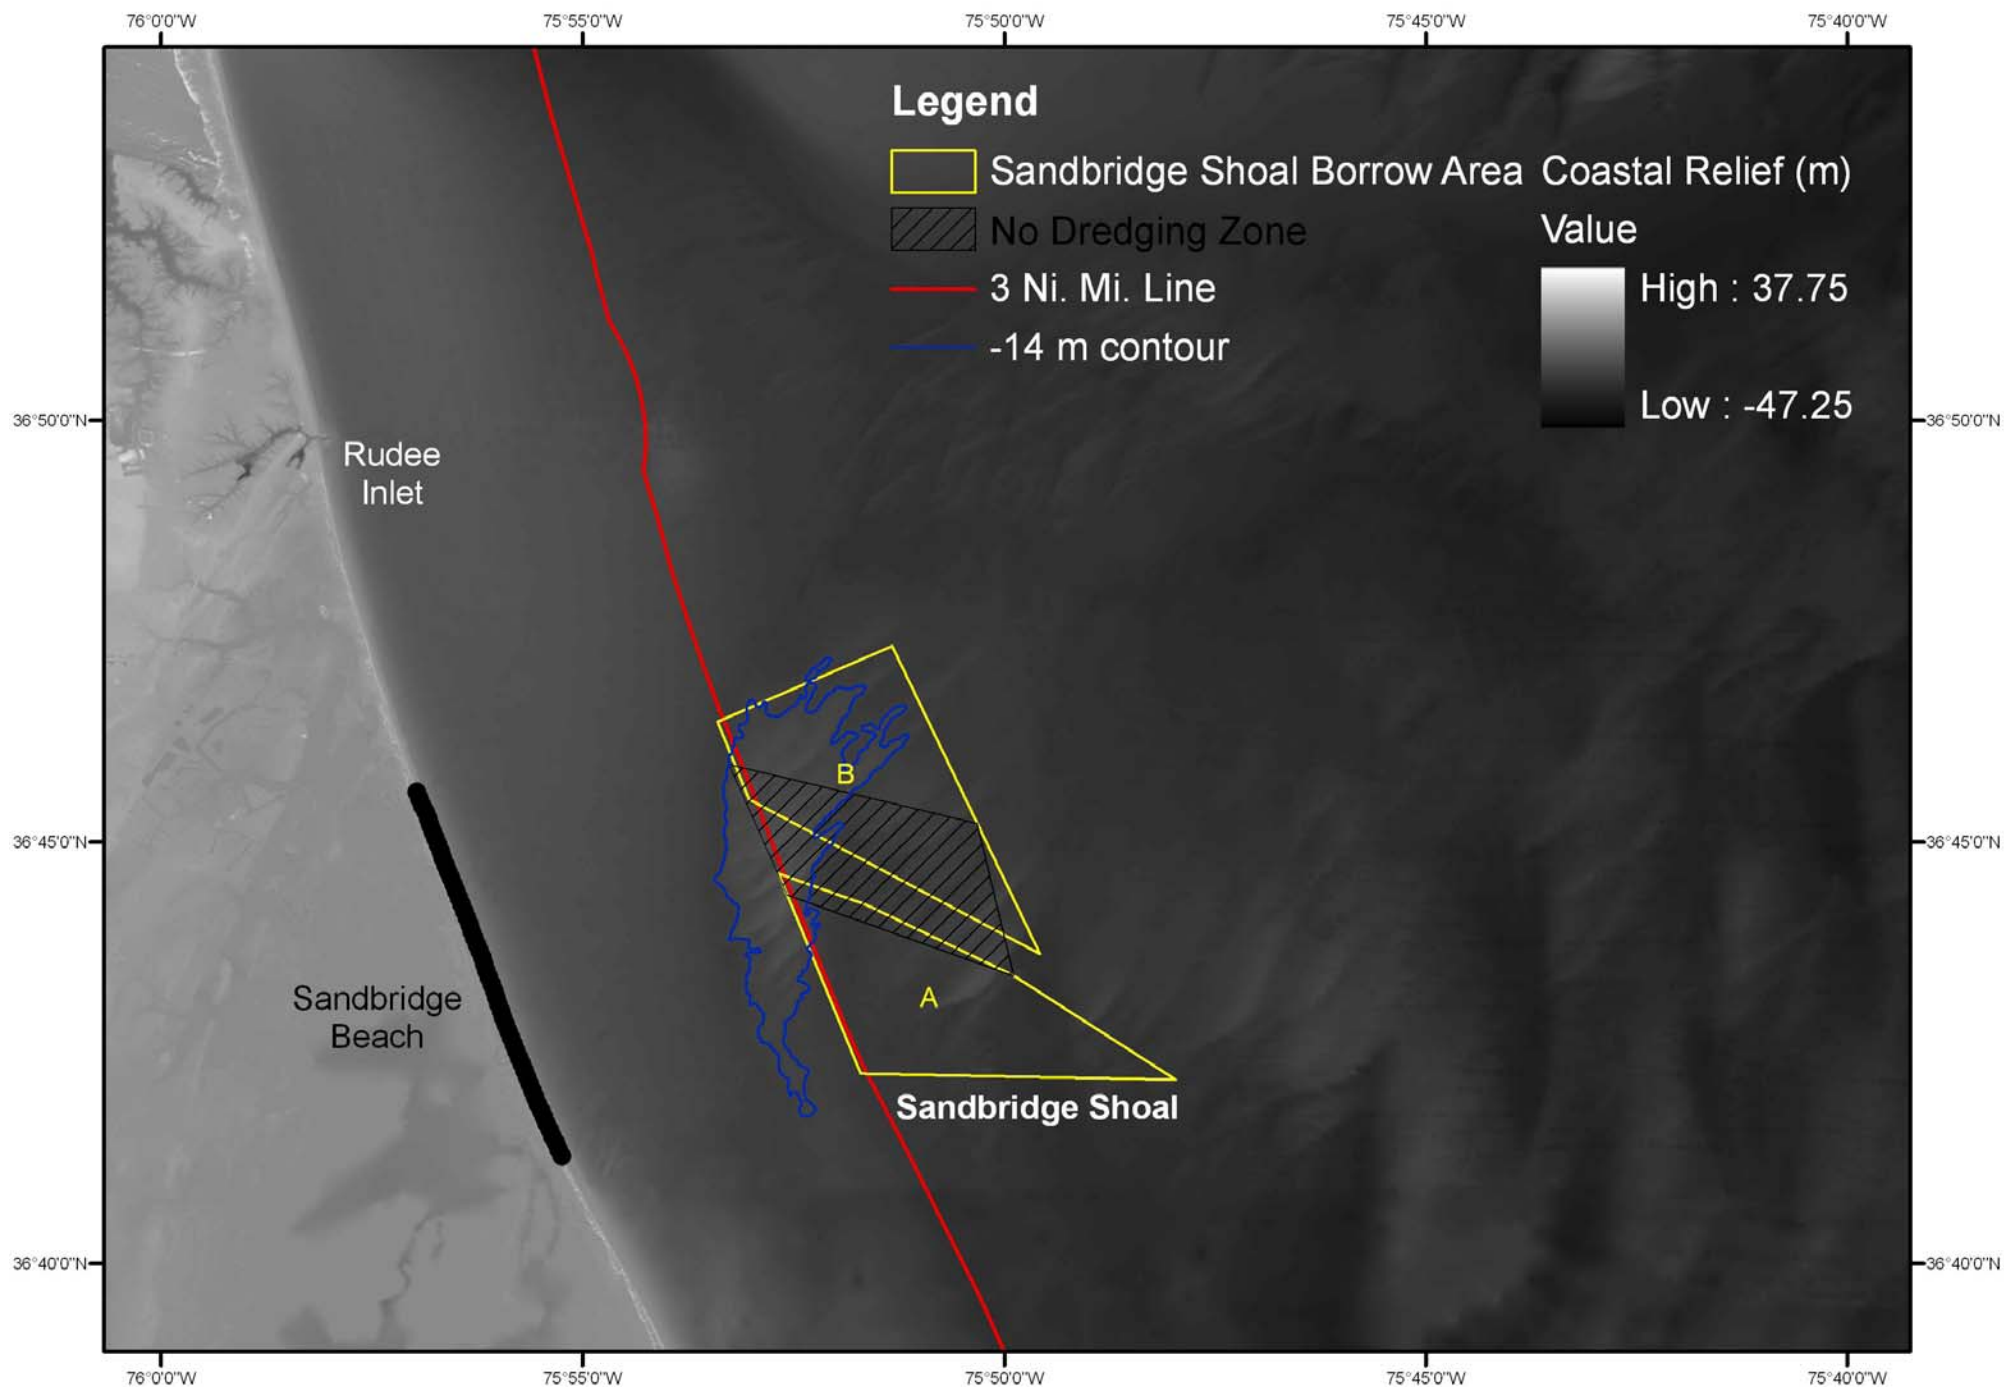 76°0'0"W 75°55'0"W 75°50'0"W 75°45'0"W 75°40'0"W
Legend
Sandbridge Shoal Borrow Area
No Dredging Zone
3 Ni. Mi. Line
-14 m contour
Coastal Relief (m)
Value
High : 37.75
Low : -47.25
36°50'0"N 36°50'0"N
Rudee
Inlet
B
36°45'0"N 36°45'0"N
Sandbridge
Beach
A
Sandbridge Shoal
36°40'0"N 36°40'0"N
76°0'0"W 75°55'0"W 75°50'0"W 75°45'0"W 75°40'0"W